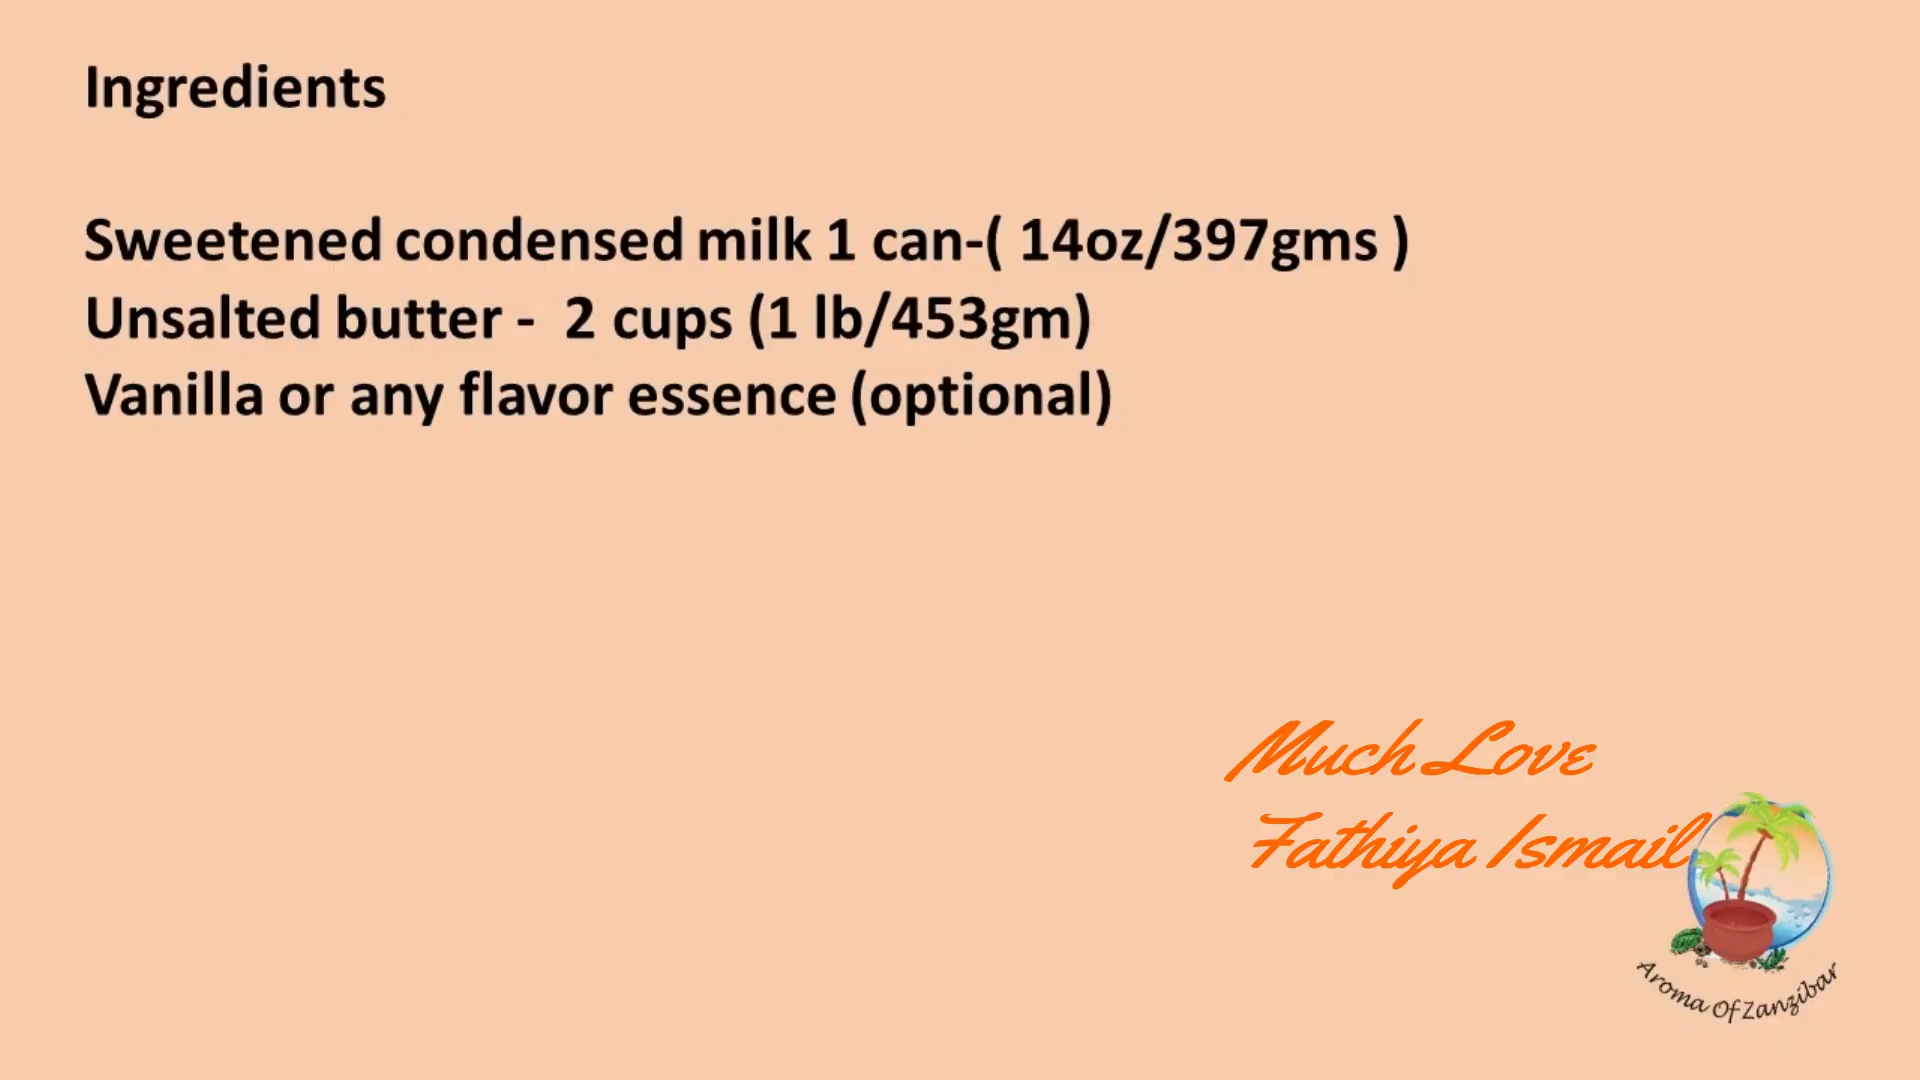 Ingredients
Sweetened condensed milk 1 can-( 14oz/397gms )
Unsalted butter -  2 cups (1 lb/453gm)
Vanilla or any flavor essence (optional)
Much Love
Fathiya Ismail
Aroma Of Zanzibar